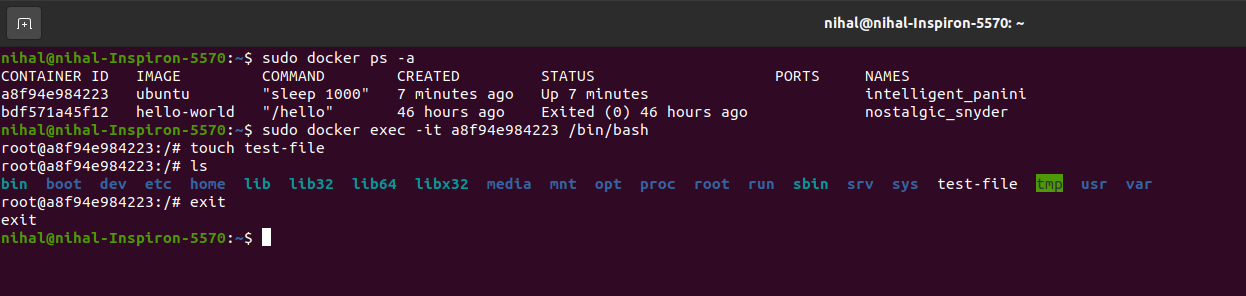 nihal@nihal-Inspiron-5570: ~
nihal@nihal-Inspiron-5570:~$ sudo docker ps -a
CONTAINER ID   IMAGE         COMMAND        CREATED         STATUS                    PORTS     NAMES
a8f94e984223   ubuntu        "sleep 1000"   7 minutes ago   Up 7 minutes                        intelligent_panini
bdf571a45f12   hello-world   "/hello"       46 hours ago    Exited (0) 46 hours ago             nostalgic_snyder
nihal@nihal-Inspiron-5570:~$ sudo docker exec -it a8f94e984223 /bin/bash
root@a8f94e984223:/# touch test-file
root@a8f94e984223:/# ls
bin  boot  dev  etc  home  lib  lib32  lib64  libx32  media  mnt  opt  proc  root  run  sbin  srv  sys  test-file  tmp  usr  var
root@a8f94e984223:/# exit
exit
nihal@nihal-Inspiron-5570:~$